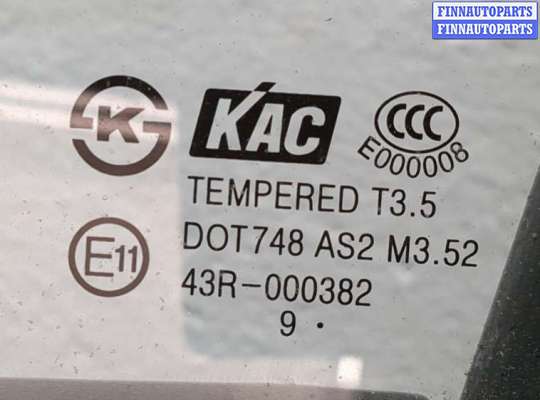 FINNAUTOPARTS
FINNAUTOPARTS
K
KAC
CCC
E000008
TEMPERED T3.5
DOT748 AS2 M3.52
E11
43R-000382
9 .